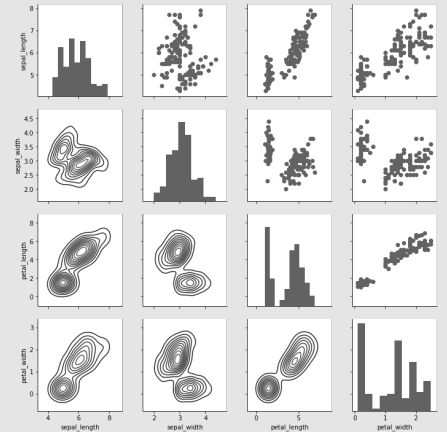 8
7
6
5
sepal_length
4.5
4.0
3.5
3.0
2.5
2.0
sepal_width
6
4
2
0
petal_length
3
2
1
0
petal_width
4 6 8
sepal_length
2 3 4
sepal_width
0 5
petal_length
0 1 2
petal_width